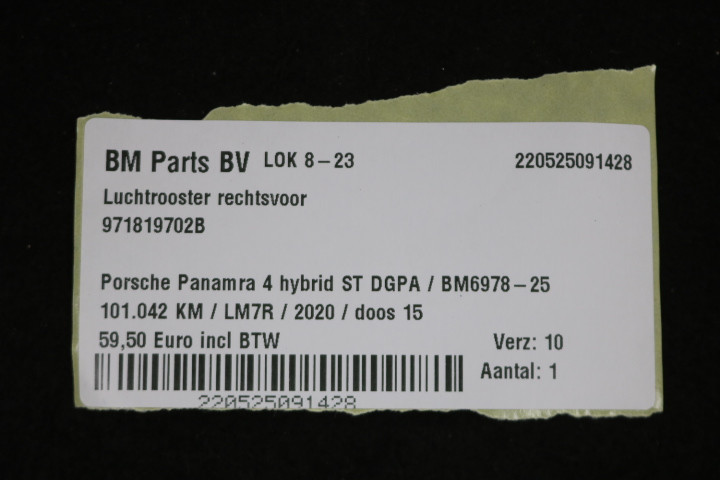 BM Parts BV LOK 8-23 220525091428
Luchtrooster rechtsvoor
971819702B
Porsche Panamra 4 hybrid ST DGPA / BM6978-25
101.042 KM / LM7R / 2020 / doos 15
59,50 Euro incl BTW Verz: 10
Aantal: 1
220525091428